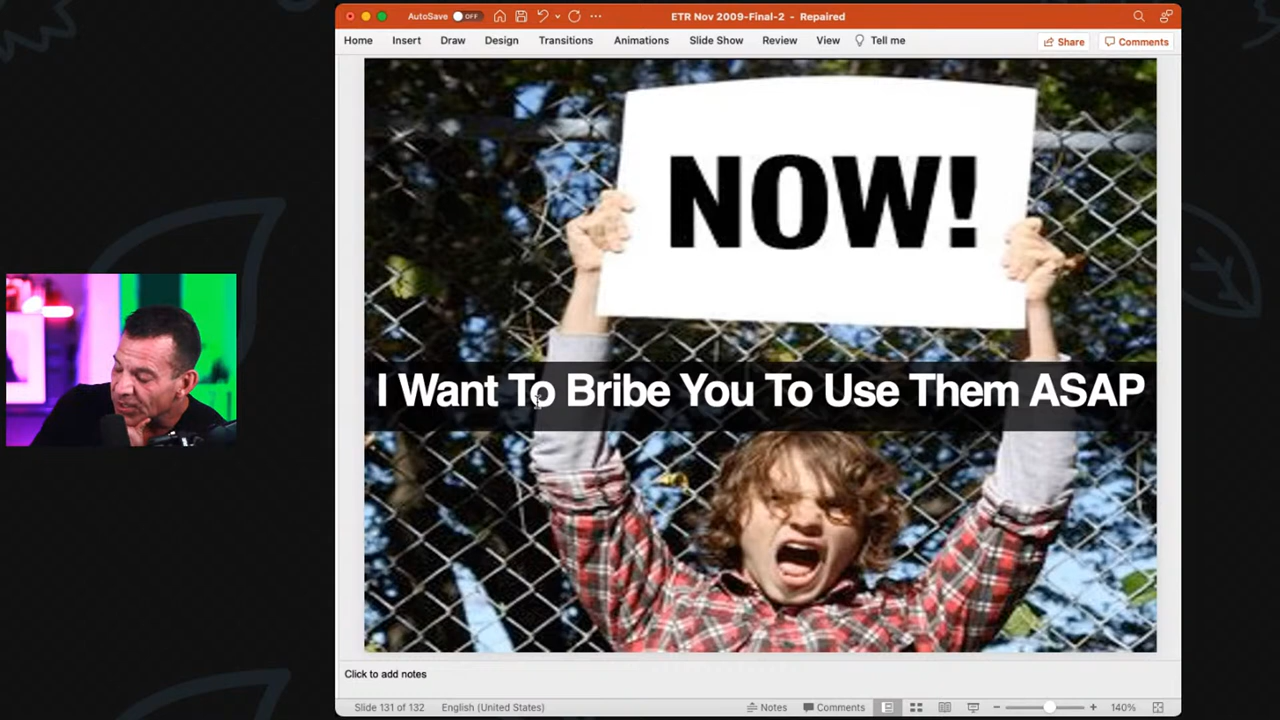 AutoSave OFF ETR Nov 2009-Final-2 - Repaired
Home Insert Draw Design Transitions Animations Slide Show Review View Tell me Share Comments
NOW!
I Want To Bribe You To Use Them ASAP
Click to add notes
Slide 131 of 132 English (United States) Notes Comments 140%